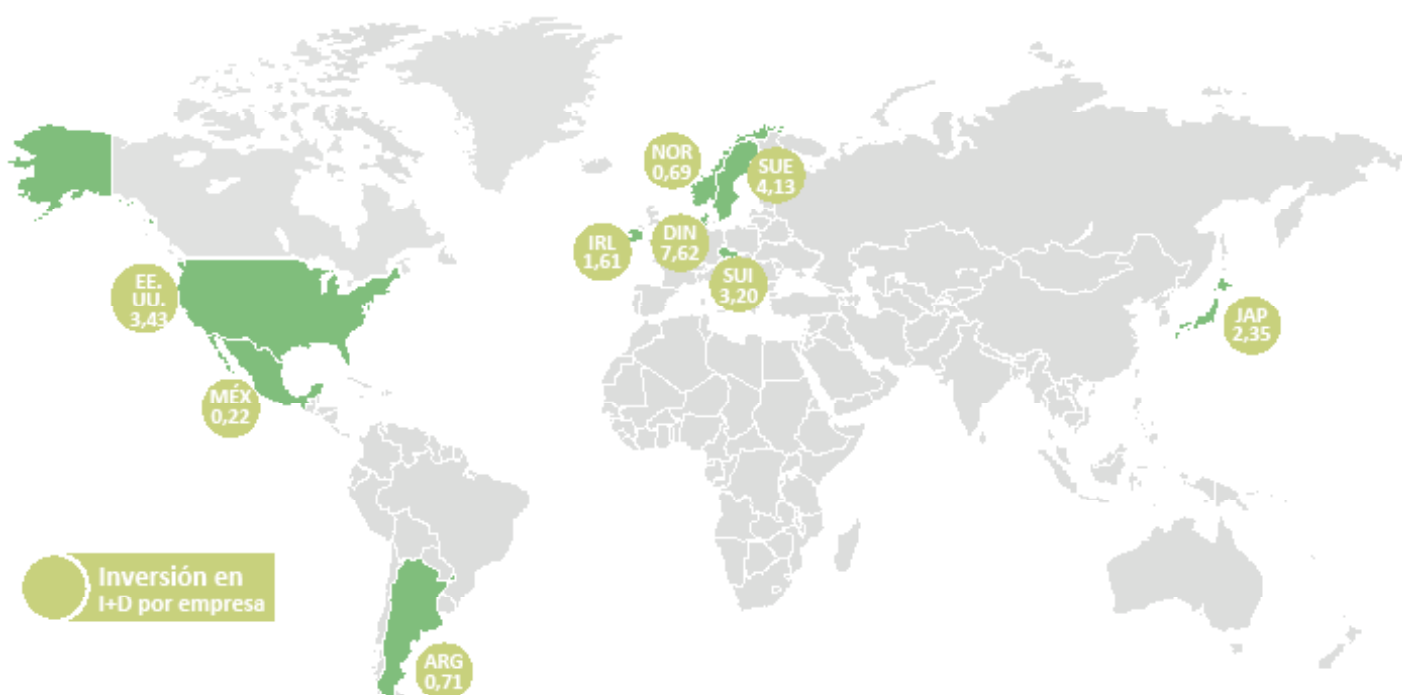 NOR
0,69
SUE
4,13
IRL
1,61
DIN
7,62
SUI
3,20
EE.
UU.
3,43
JAP
2,35
MÉX
0,22
Inversión en
I+D por empresa
ARG
0,71